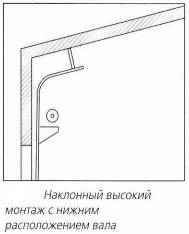 Наклонный высокий
монтаж с нижним
расположением вала